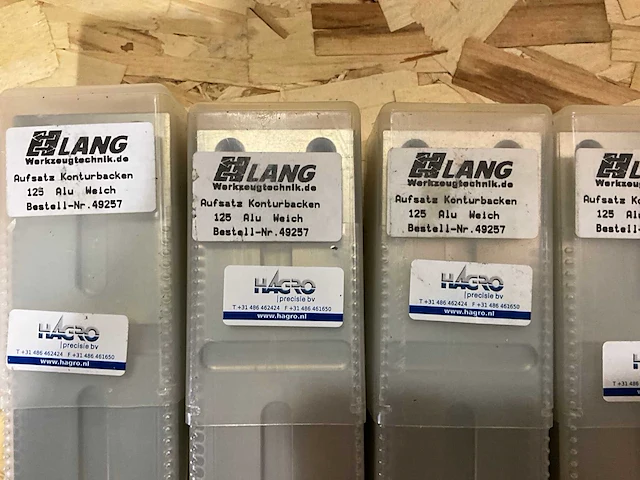 LANG
Werkzeugtechnik.de
Aufsatz Konturbacken
125 Alu Weich
Bestell-Nr.49257
HAGRO
precisie bv
T +31 486 462424 F +31 486 461650
www.hagro.nl
LANG
Werkzeugtechnik.de
Aufsatz Konturbacken
125 Alu Weich
Bestell-Nr.49257
HAGRO
precisie bv
T +31 486 462424 F +31 486 461650
www.hagro.nl
LANG
Werkzeugtechnik.de
Aufsatz Konturbacken
125 Alu Weich
Bestell-Nr.49257
HAGRO
precisie bv
T +31 486 462424 F +31 486 461650
www.hagro.nl
Aufsatz
125 Al